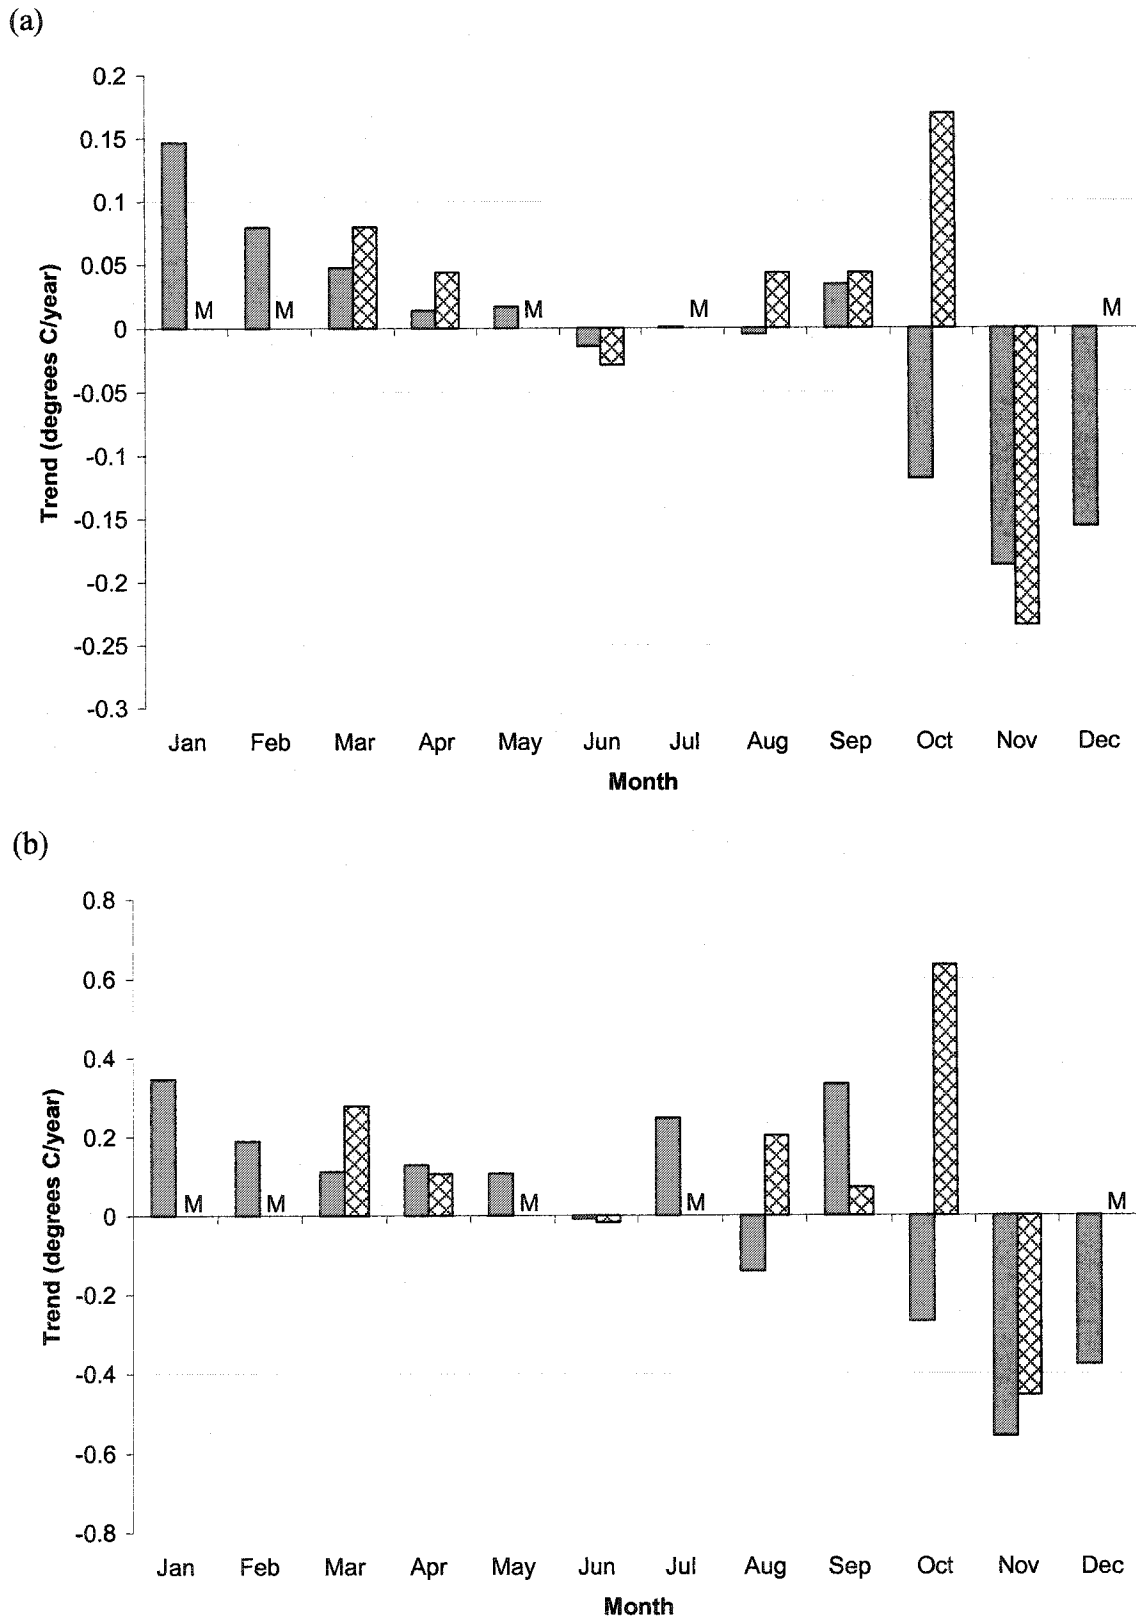 (a)
0.2
0.15
0.1
0.05
0
-0.05
-0.1
-0.15
-0.2
-0.25
-0.3
Trend (degrees C/year)
M M M M M
Jan Feb Mar Apr May Jun Jul Aug Sep Oct Nov Dec
Month
(b)
0.8
0.6
0.4
0.2
0
-0.2
-0.4
-0.6
-0.8
Trend (degrees C/year)
M M M M M
Jan Feb Mar Apr May Jun Jul Aug Sep Oct Nov Dec
Month